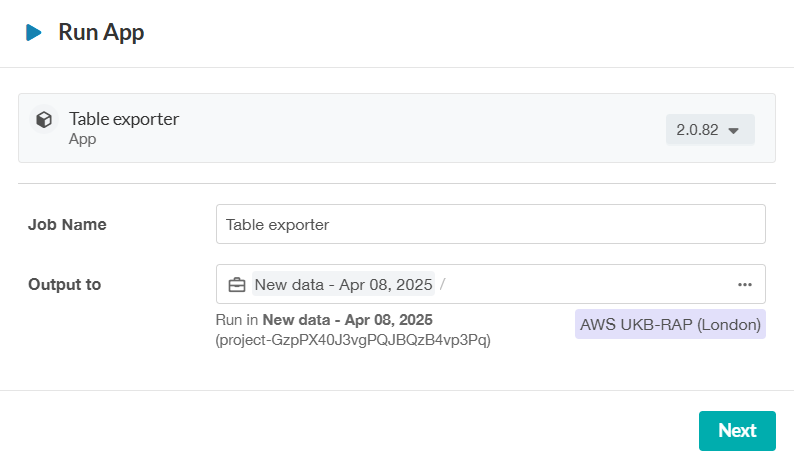 Run App
Table exporter
App
2.0.82
Job Name
Table exporter
Output to
New data - Apr 08, 2025 /
Run in New data - Apr 08, 2025
(project-GzpPX40J3vgPQJBQzB4vp3Pq)
AWS UKB-RAP (London)
Next